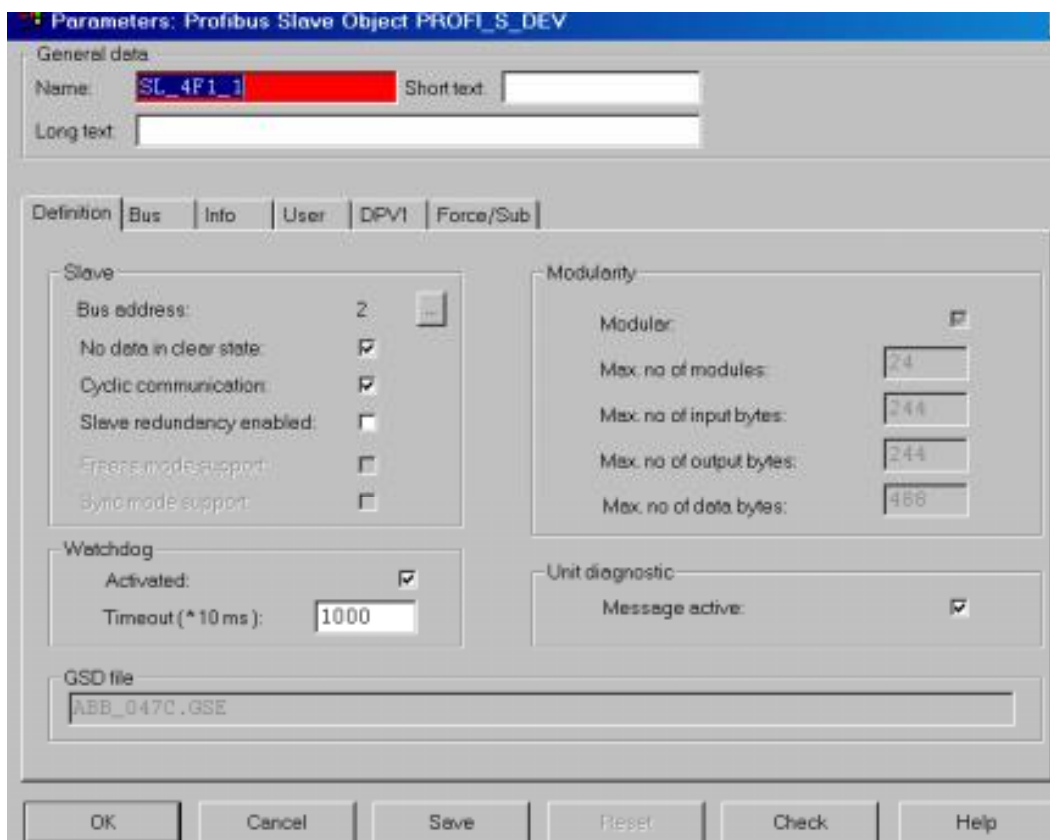 Parameters: Profibus Slave Object PROFI_S_DEV
General data
Name: SL_4F1_1 Short text:
Long text:
Definition Bus Info User DPV1 Force/Sub
Slave
Bus address: 2 ...
No data in clear state:
Cyclic communication:
Slave redundancy enabled:
Freeze mode support:
Sync mode support:
Modularity
Modular:
Max. no of modules: 24
Max. no of input bytes: 244
Max. no of output bytes: 244
Max. no of data bytes: 488
Watchdog
Activated:
Timeout (*10 ms): 1000
Unit diagnostic
Message active:
GSD file
ABB_047C.GSE
OK Cancel Save Reset Check Help